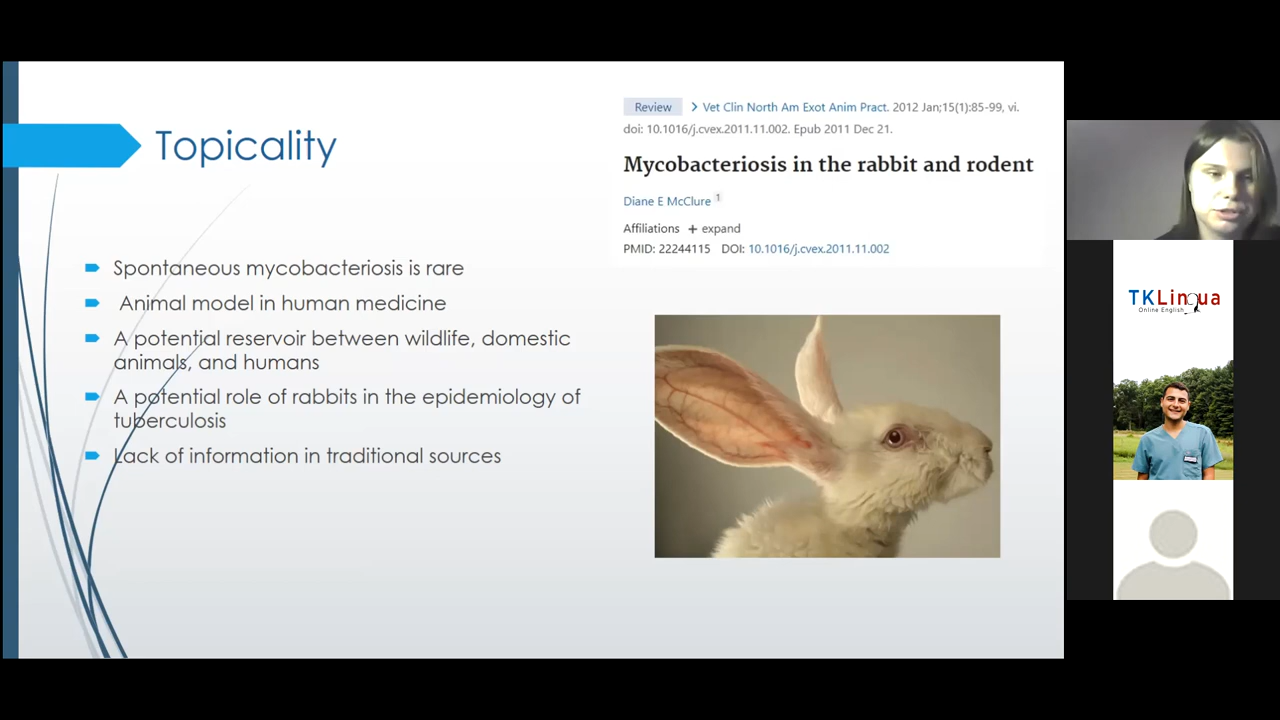 Topicality
Spontaneous mycobacteriosis is rare
Animal model in human medicine
A potential reservoir between wildlife, domestic
animals, and humans
A potential role of rabbits in the epidemiology of
tuberculosis
Lack of information in traditional sources
Review > Vet Clin North Am Exot Anim Pract. 2012 Jan;15(1):85-99, vi.
doi: 10.1016/j.cvex.2011.11.002. Epub 2011 Dec 21.
Mycobacteriosis in the rabbit and rodent
Diane E McClure 1
Affiliations + expand
PMID: 22244115 DOI: 10.1016/j.cvex.2011.11.002
TKLingua
Online English